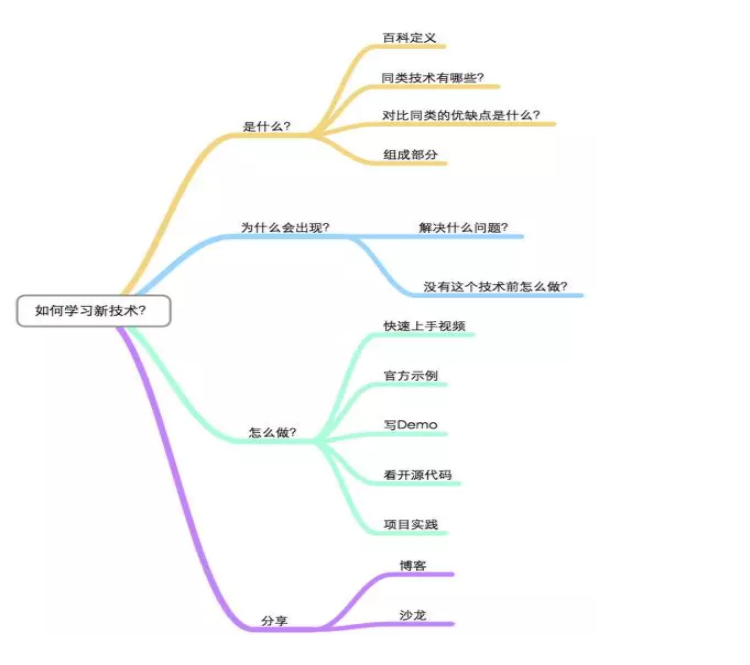 百科定义
同类技术有哪些?
对比同类的优缺点是什么?
是什么?
组成部分
为什么会出现?
解决什么问题?
没有这个技术前怎么做?
如何学习新技术?
快速上手视频
官方示例
写Demo
怎么做?
看开源代码
项目实践
博客
分享
沙龙